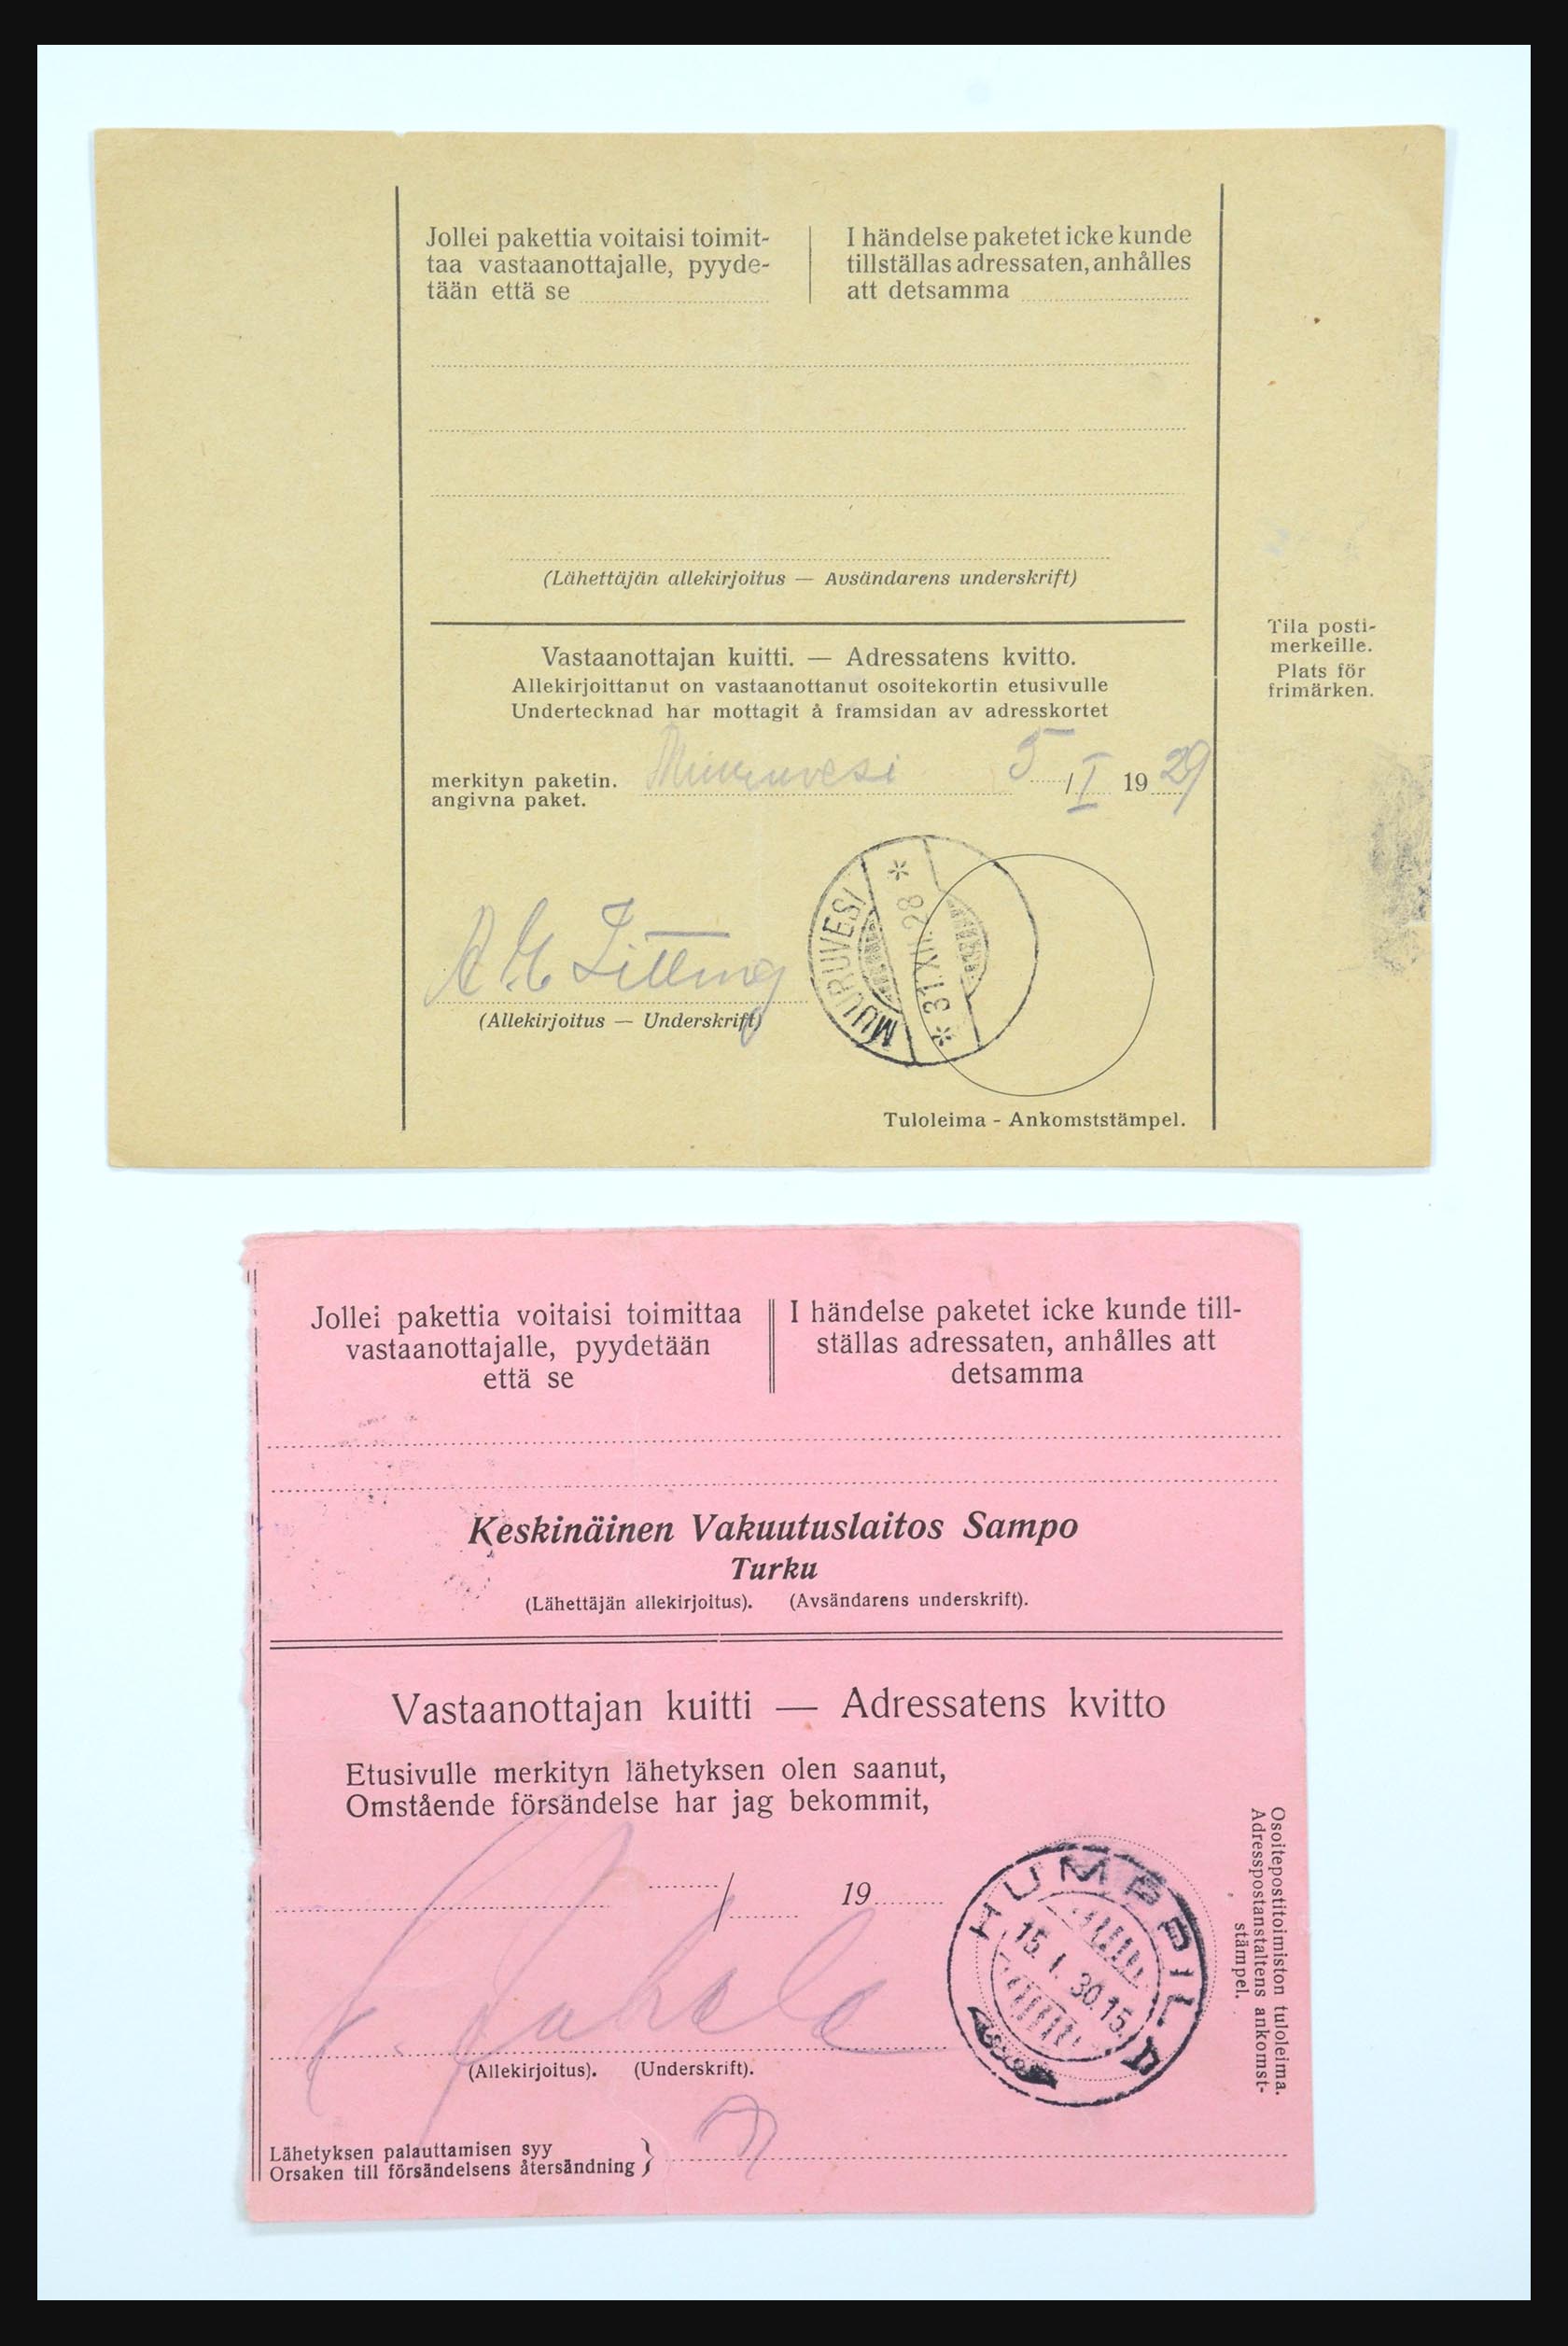 Jollei pakettia voitaisi toimit-
taa vastaanottajalle, pyyde-
tään että se
I händelse paketet icke kunde
tillställas adressaten, anhålles
att detsamma
(Lähettäjän allekirjoitus — Avsändarens underskrift)
Vastaanottajan kuitti. — Adressatens kvitto.
Allekirjoittanut on vastaanottanut osoitekortin etusivulle
Undertecknad har mottagit å framsidan av adresskortet
merkityn paketin. Muuruvesi 5 / I 1929
angivna paket.
(Allekirjoitus — Underskrift)
MUURUVESI
* 31.XII.28 *
Tuloleima - Ankomststämpel.
Tila posti-
merkeille.
Plats för
frimärken.
Jollei pakettia voitaisi toimittaa
vastaanottajalle, pyydetään
että se
I händelse paketet icke kunde till-
ställas adressaten, anhålles att
detsamma
Keskinäinen Vakuutuslaitos Sampo
Turku
(Lähettäjän allekirjoitus). (Avsändarens underskrift).
Vastaanottajan kuitti — Adressatens kvitto
Etusivulle merkityn lähetyksen olen saanut,
Omstående försändelse har jag bekommit,
/ 19
HUMPPILA
15. I. 30.15.
(Allekirjoitus). (Underskrift).
Osoitepostitoimiston tuloleima.
Adresspostanstaltens ankomst-
stämpel.
Lähetyksen palauttamisen syy
Orsaken till försändelsens återsändning }